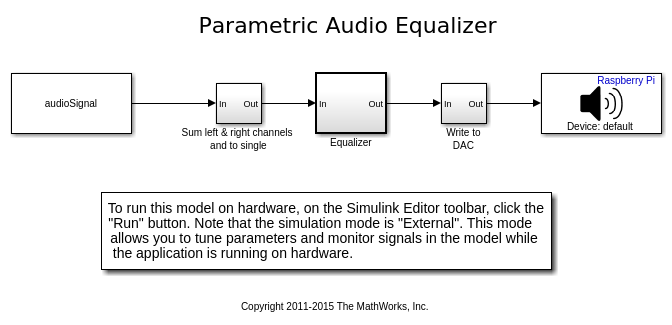 Parametric Audio Equalizer
Raspberry Pi
audioSignal
In Out
In Out
In Out
Device: default
Sum left & right channels
and to single
Equalizer
Write to
DAC
To run this model on hardware, on the Simulink Editor toolbar, click the
"Run" button. Note that the simulation mode is "External". This mode
allows you to tune parameters and monitor signals in the model while
the application is running on hardware.
Copyright 2011-2015 The MathWorks, Inc.